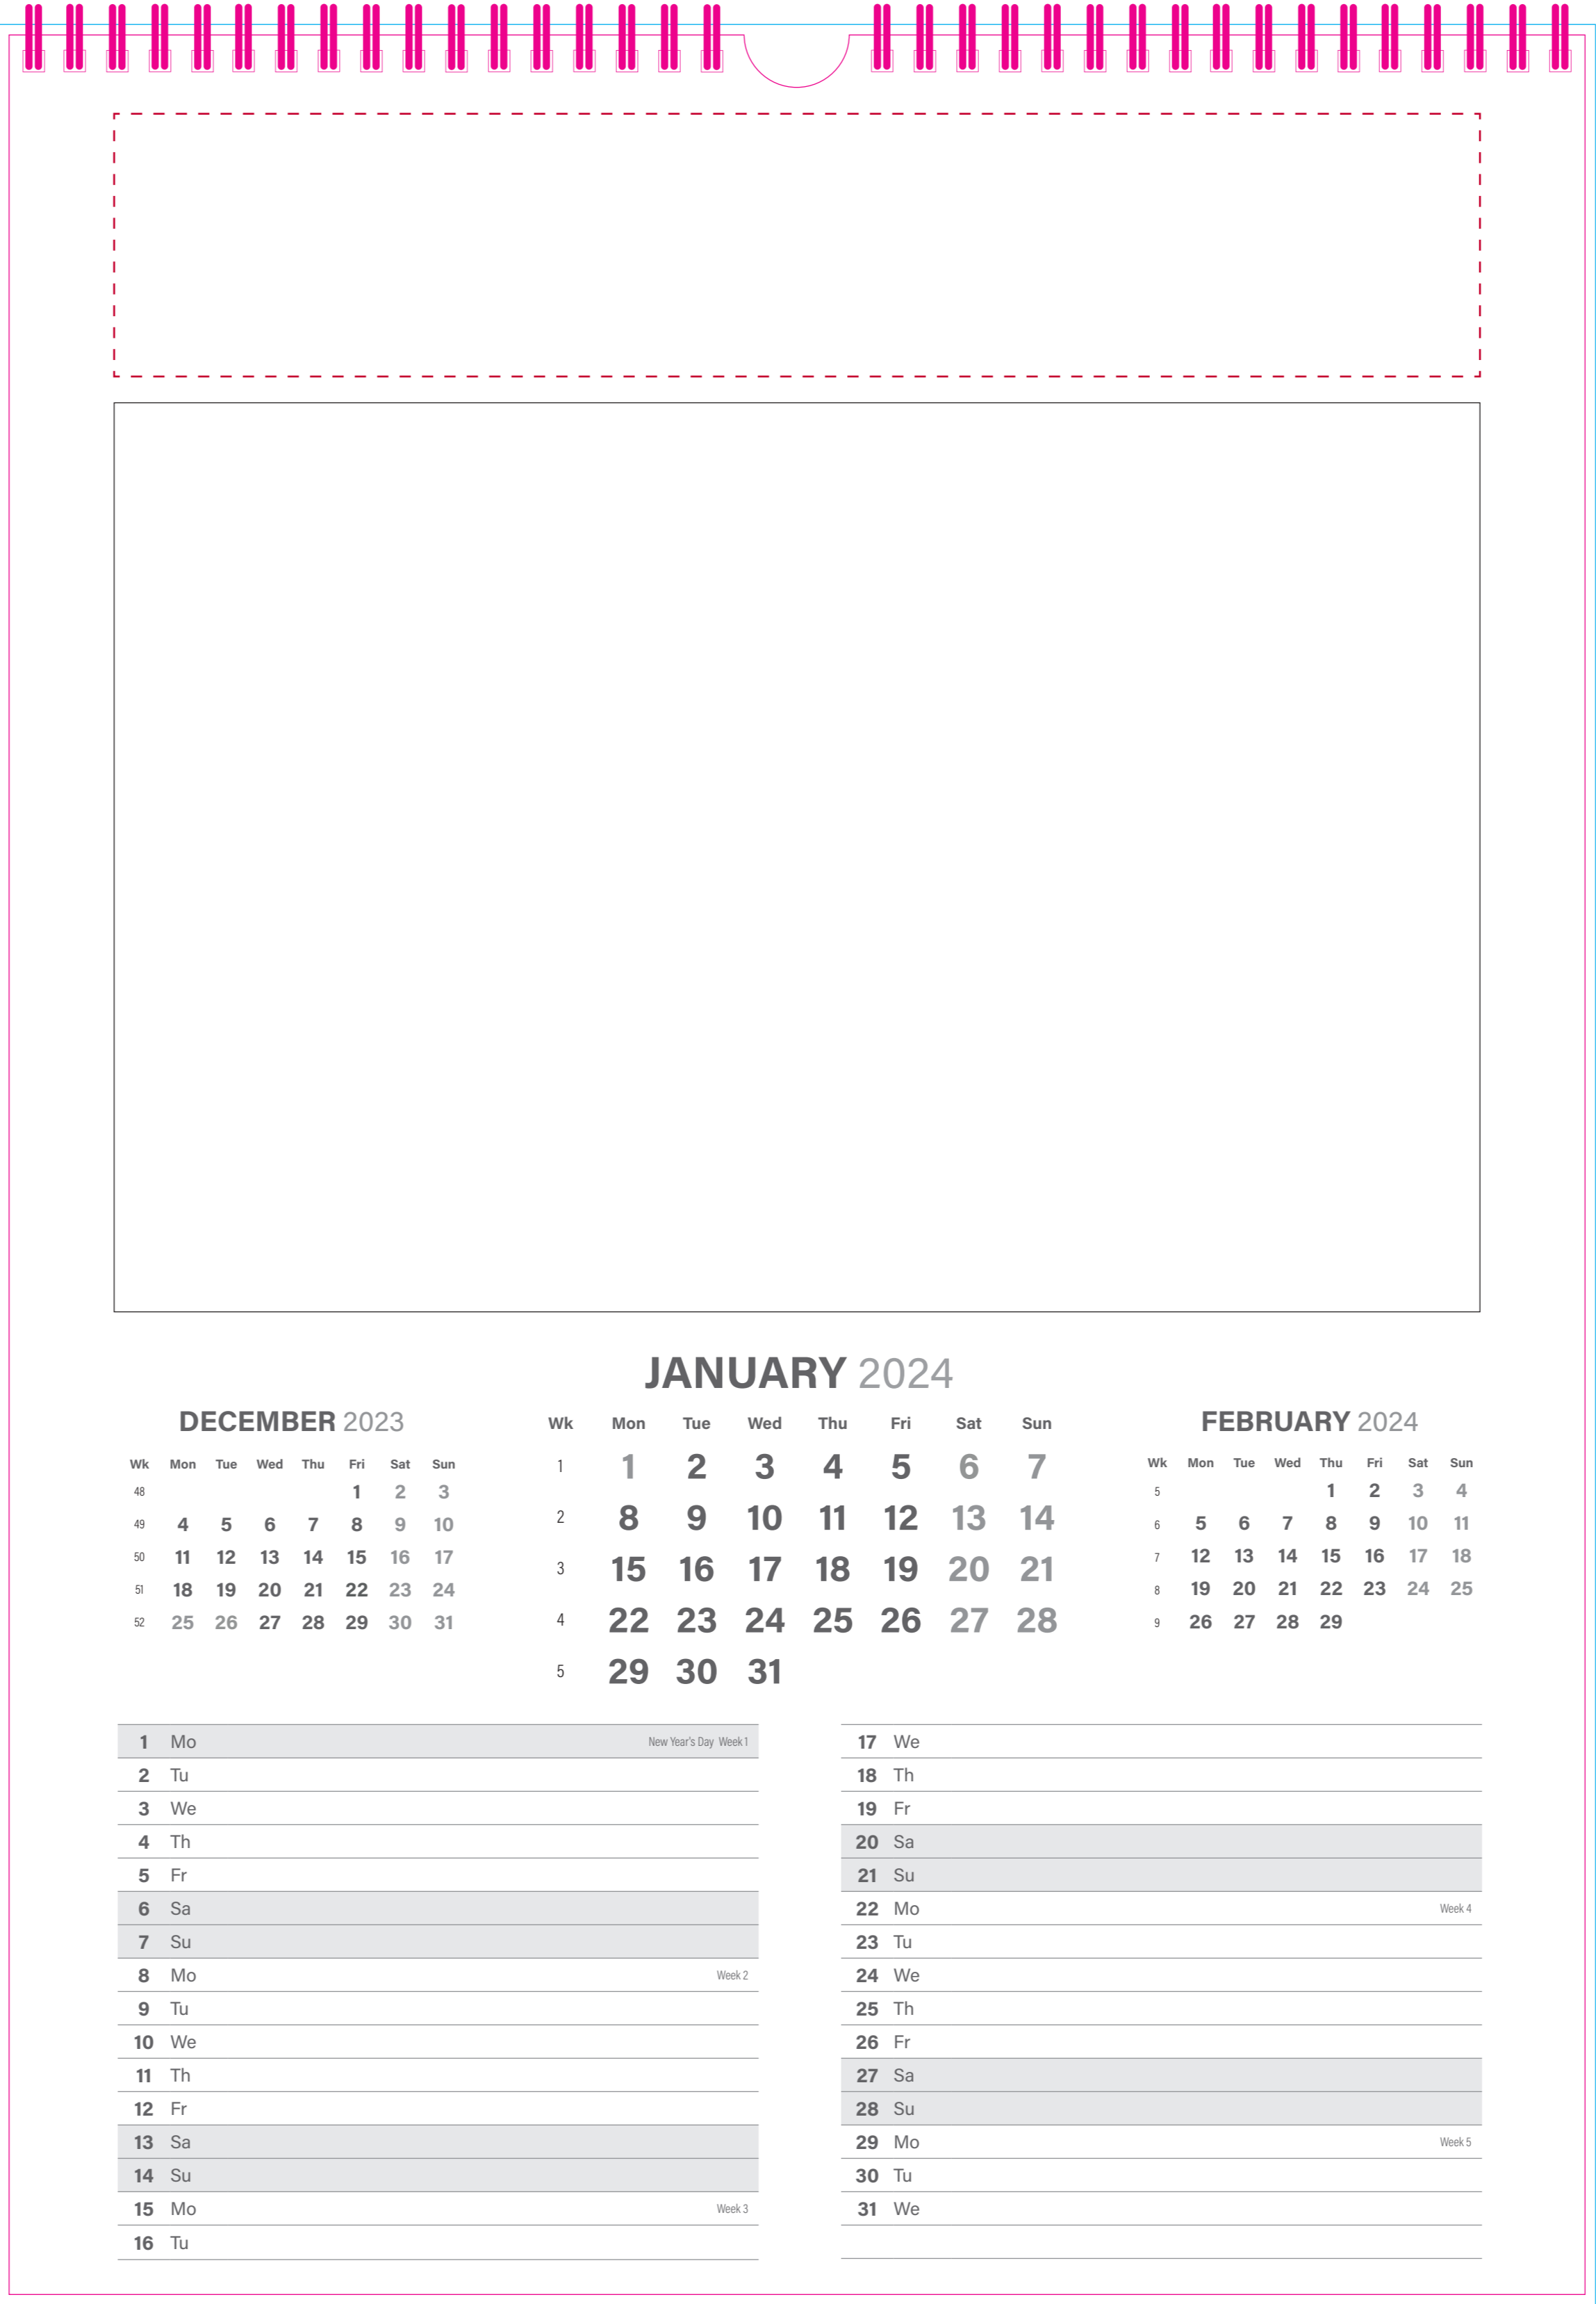 JANUARY 2024
DECEMBER 2023
Wk Mon Tue Wed Thu Fri Sat Sun
48 1 2 3
49 4 5 6 7 8 9 10
50 11 12 13 14 15 16 17
51 18 19 20 21 22 23 24
52 25 26 27 28 29 30 31
Wk Mon Tue Wed Thu Fri Sat Sun
1 1 2 3 4 5 6 7
2 8 9 10 11 12 13 14
3 15 16 17 18 19 20 21
4 22 23 24 25 26 27 28
5 29 30 31
FEBRUARY 2024
Wk Mon Tue Wed Thu Fri Sat Sun
5 1 2 3 4
6 5 6 7 8 9 10 11
7 12 13 14 15 16 17 18
8 19 20 21 22 23 24 25
9 26 27 28 29
1 Mo New Year's Day Week 1
2 Tu
3 We
4 Th
5 Fr
6 Sa
7 Su
8 Mo Week 2
9 Tu
10 We
11 Th
12 Fr
13 Sa
14 Su
15 Mo Week 3
16 Tu
17 We
18 Th
19 Fr
20 Sa
21 Su
22 Mo Week 4
23 Tu
24 We
25 Th
26 Fr
27 Sa
28 Su
29 Mo Week 5
30 Tu
31 We